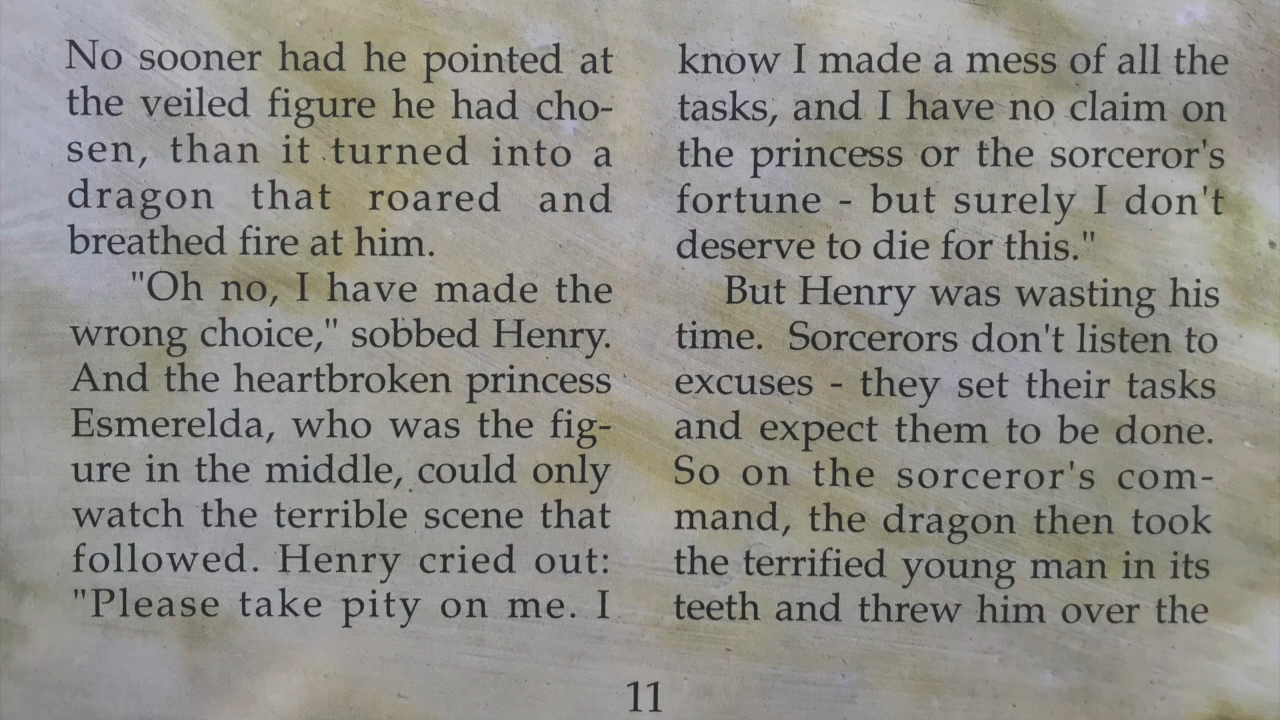 No sooner had he pointed at
the veiled figure he had cho-
sen, than it turned into a
dragon that roared and
breathed fire at him.
"Oh no, I have made the
wrong choice," sobbed Henry.
And the heartbroken princess
Esmerelda, who was the fig-
ure in the middle, could only
watch the terrible scene that
followed. Henry cried out:
"Please take pity on me. I
know I made a mess of all the
tasks, and I have no claim on
the princess or the sorceror's
fortune - but surely I don't
deserve to die for this."
But Henry was wasting his
time. Sorcerors don't listen to
excuses - they set their tasks
and expect them to be done.
So on the sorceror's com-
mand, the dragon then took
the terrified young man in its
teeth and threw him over the
11